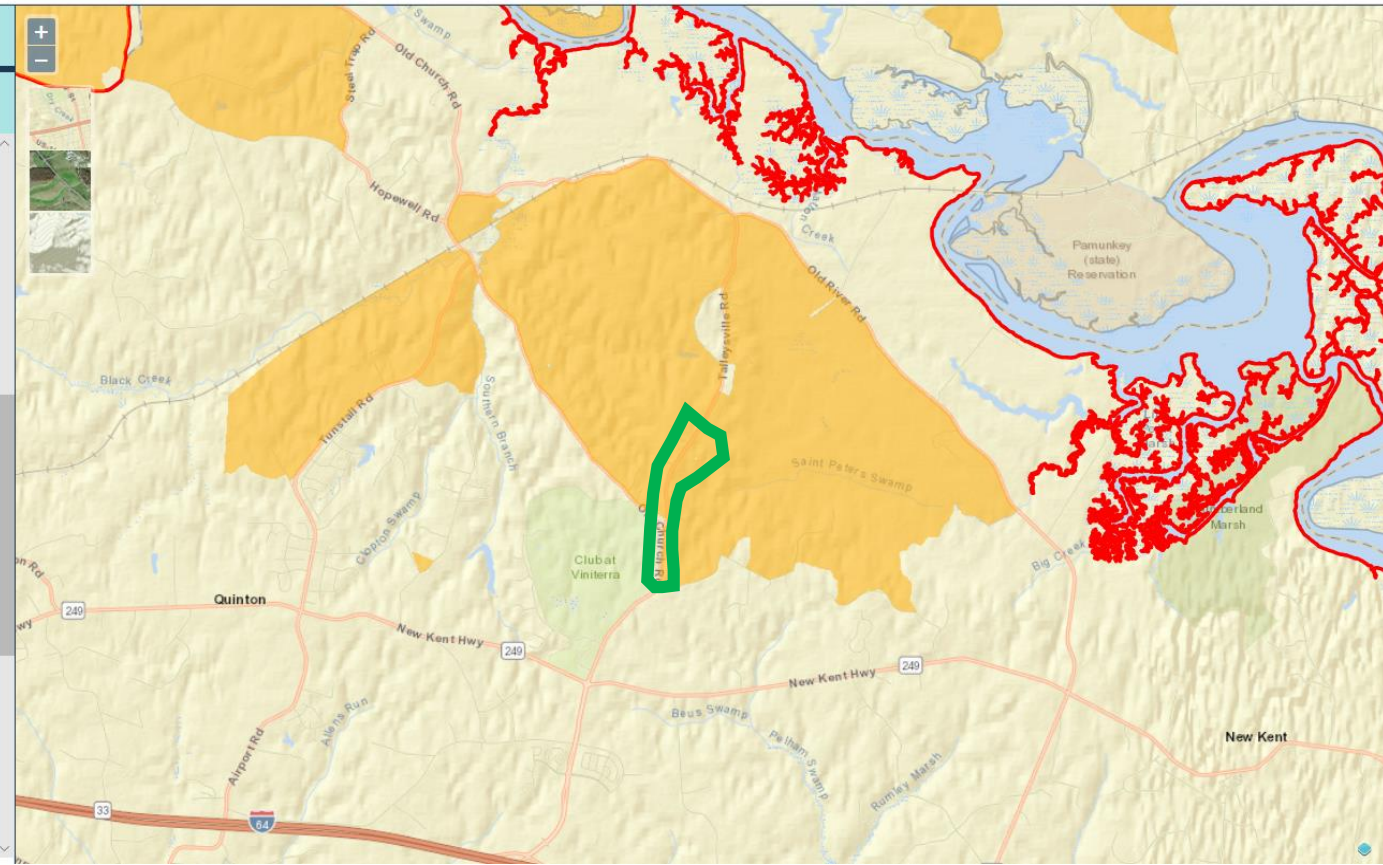 +
−
Swamp
Steel Trap Rd
Old Church Rd
Hopewell Rd
Creek
Pamunkey
(state)
Reservation
Old River Rd
Talleysville Rd
Black Creek
Tunstall Rd
Southern Branch
Saint Peters Swamp
Clopton Swamp
Church R
Club at
Viniterra
Big Creek
Marsh
Quinton
249
New Kent Hwy
249
New Kent Hwy
249
Beus Swamp
Pelham Swamp
Rumley Marsh
New Kent
Allens Run
Airport Rd
33
64